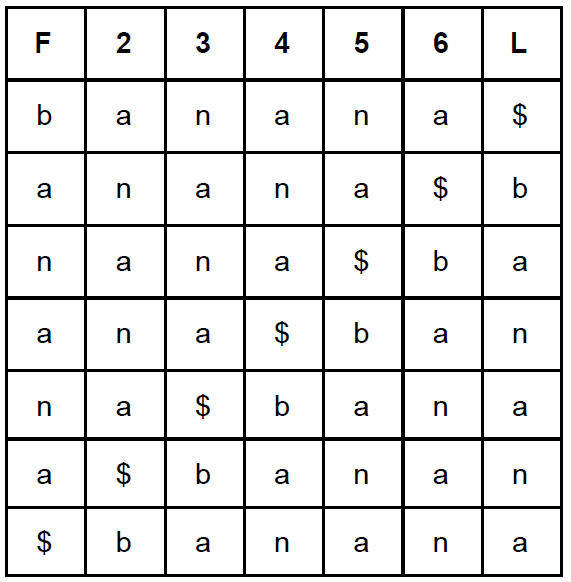 F 2 3 4 5 6 L
b a n a n a $
a n a n a $ b
n a n a $ b a
a n a $ b a n
n a $ b a n a
a $ b a n a n
$ b a n a n a